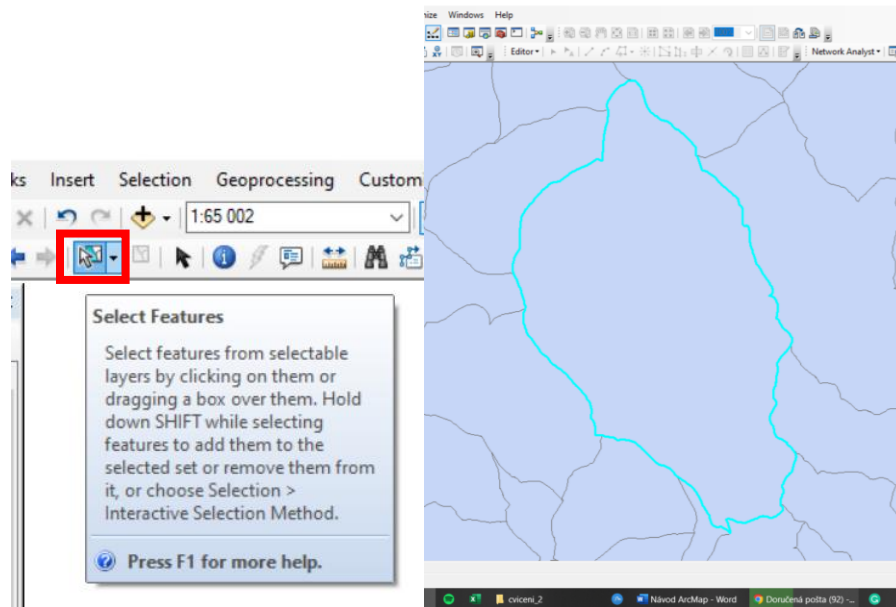 ks Insert Selection Geoprocessing Custom
1:65 002
Select Features
Select features from selectable
layers by clicking on them or
dragging a box over them. Hold
down SHIFT while selecting
features to add them to the
selected set or remove them from
it, or choose Selection >
Interactive Selection Method.
Press F1 for more help.
mize Windows Help
Editor
Network Analyst
cviceni_2
Návod ArcMap - Word
Doručená pošta (92) -...